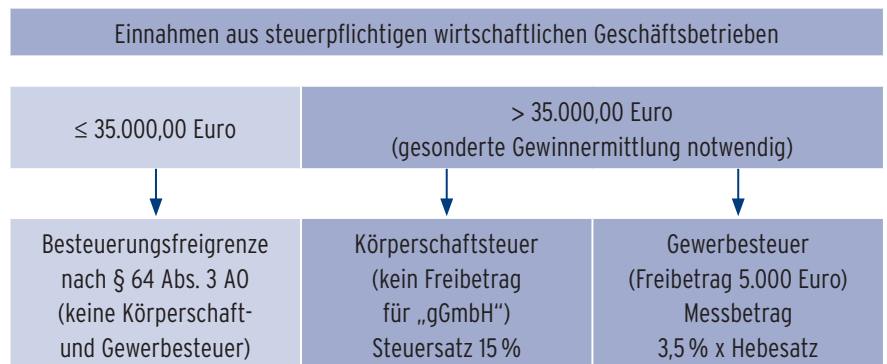 Einnahmen aus steuerpflichtigen wirtschaftlichen Geschäftsbetrieben
≤ 35.000,00 Euro
> 35.000,00 Euro
(gesonderte Gewinnermittlung notwendig)
Besteuerungsfreigrenze
nach § 64 Abs. 3 AO
(keine Körperschaft-
und Gewerbesteuer)
Körperschaftsteuer
(kein Freibetrag
für „gGmbH“)
Steuersatz 15 %
Gewerbesteuer
(Freibetrag 5.000 Euro)
Messbetrag
3,5 % x Hebesatz